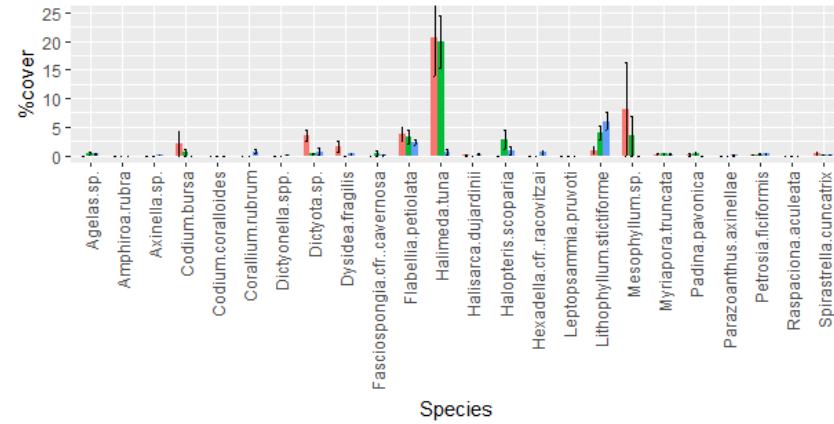 %cover
25
20
15
10
5
0
Agelas.sp.
Amphiroa.rubra
Axinella.sp.
Codium.bursa
Codium.coralloides
Corallium.rubrum
Dictyonella.spp.
Dictyota.sp.
Dysidea.fragilis
Fasciospongia.cfr..cavernosa
Flabellia.petiolata
Halimeda.tuna
Halisarca.dujardinii
Halopteris.scoparia
Hexadella.cfr..racovitzai
Leptopsammia.pruvoti
Lithophyllum.stictiforme
Mesophyllum.sp.
Myriapora.truncata
Padina.pavonica
Parazoanthus.axinellae
Petrosia.ficiformis
Raspaciona.aculeata
Spirastrella.cunctatrix
Species